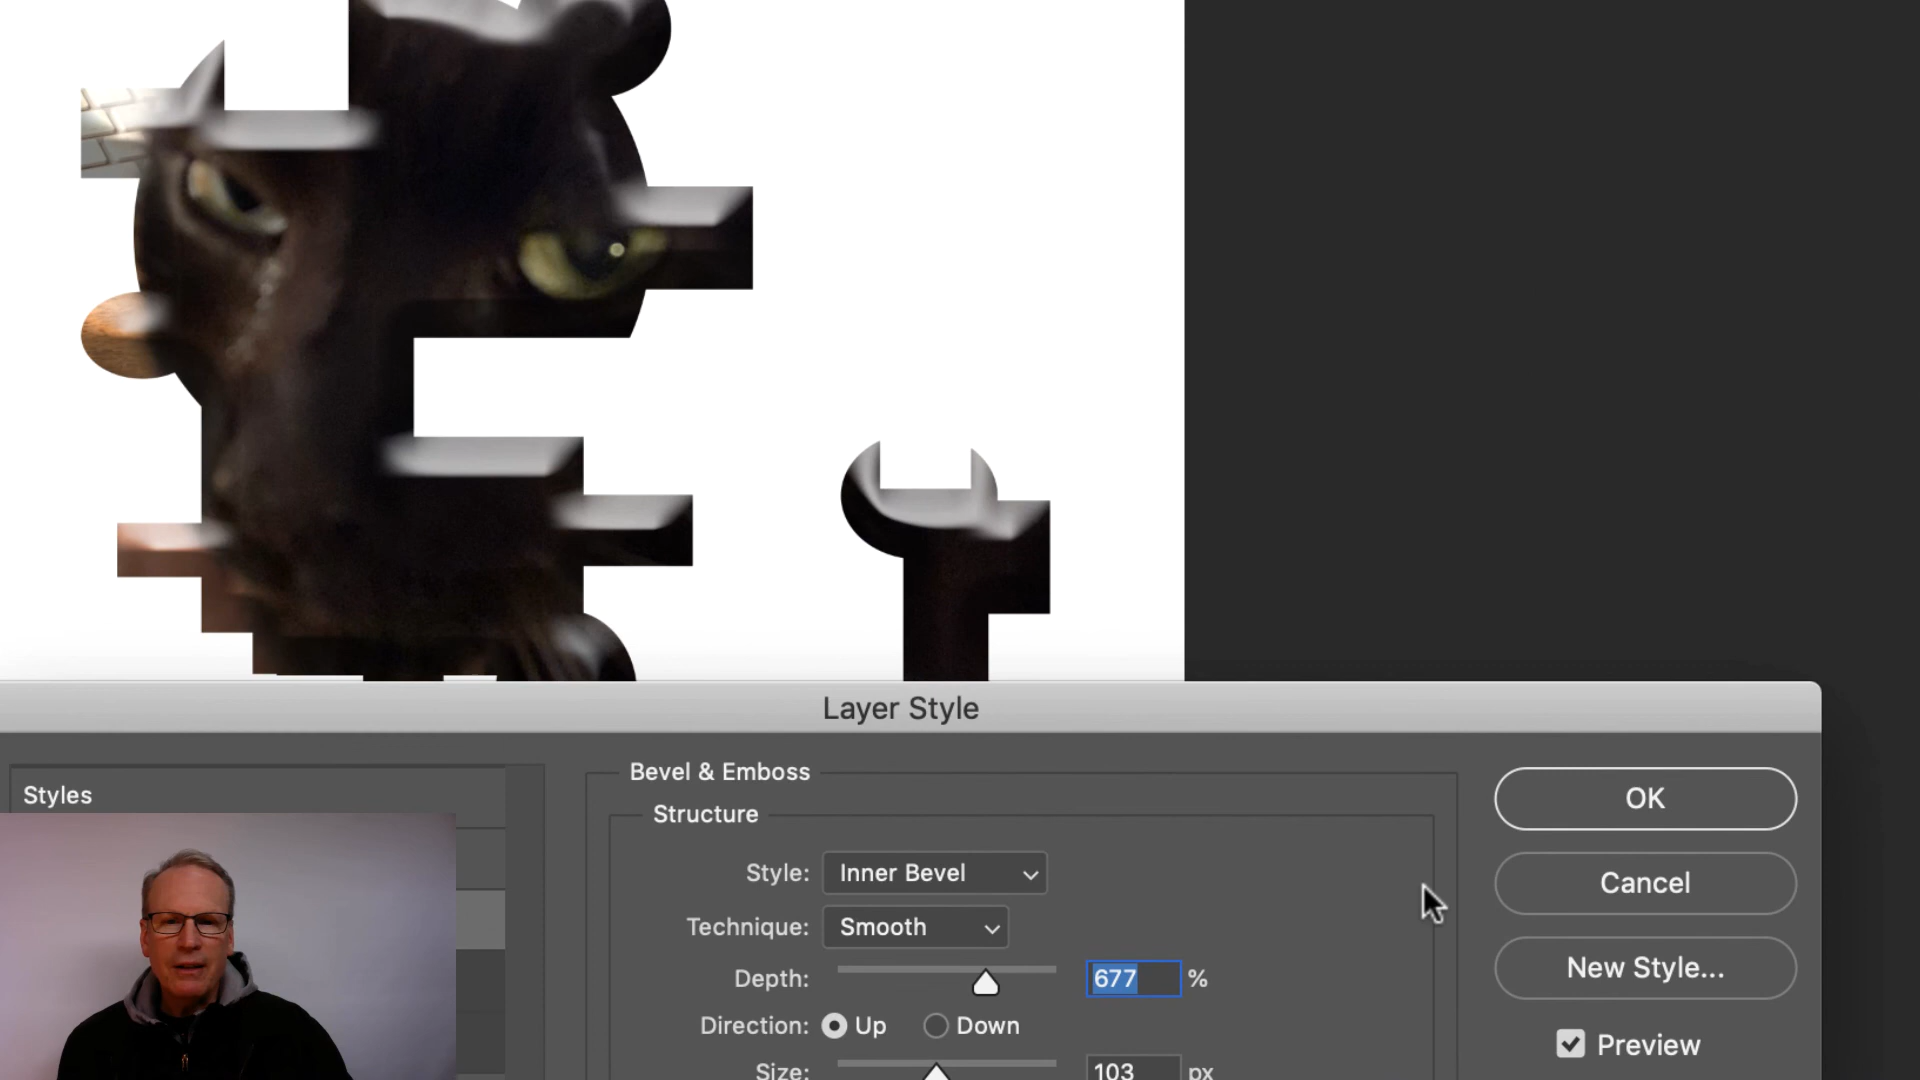 Layer Style
Styles
Bevel & Emboss
Structure
Style: Inner Bevel
Technique: Smooth
Depth: 677 %
Direction: Up Down
Size: 103 px
OK
Cancel
New Style...
Preview